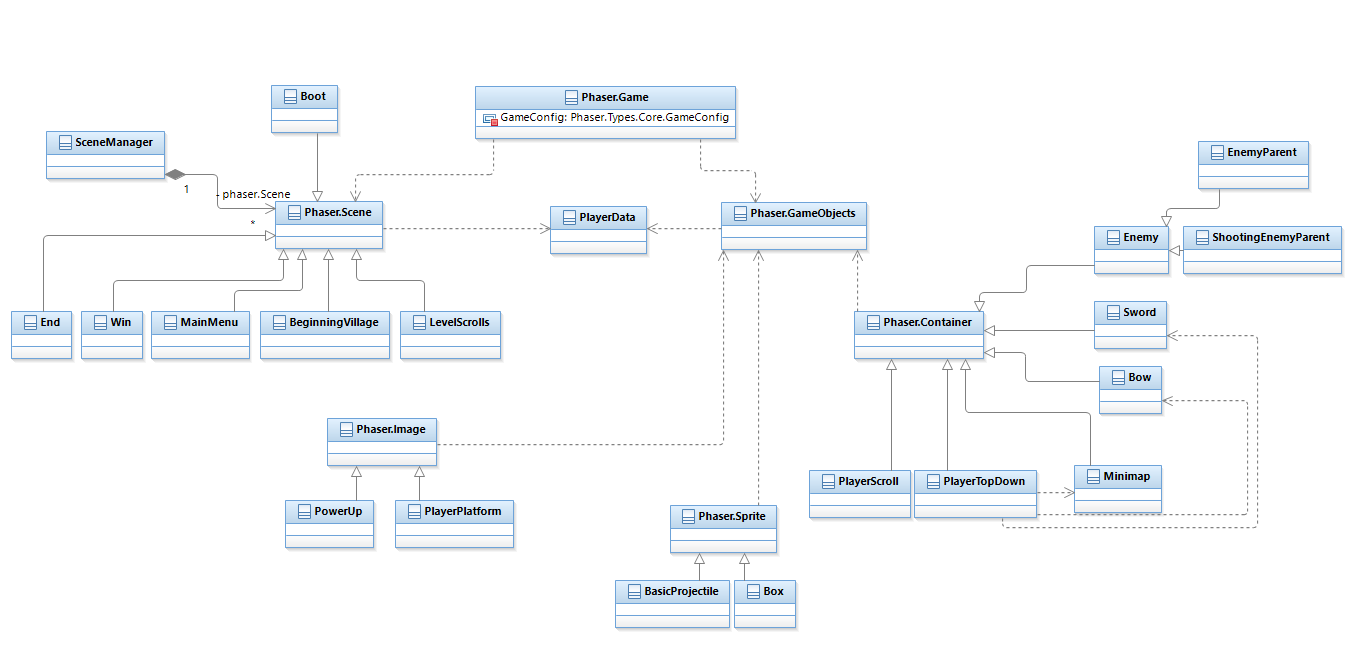 Boot
Phaser.Game
GameConfig: Phaser.Types.Core.GameConfig
SceneManager
EnemyParent
1
- phaser.Scene
*
Phaser.Scene
PlayerData
Phaser.GameObjects
Enemy
ShootingEnemyParent
End
Win
MainMenu
BeginningVillage
LevelScrolls
Phaser.Container
Sword
Bow
Phaser.Image
PlayerScroll
PlayerTopDown
Minimap
PowerUp
PlayerPlatform
Phaser.Sprite
BasicProjectile
Box